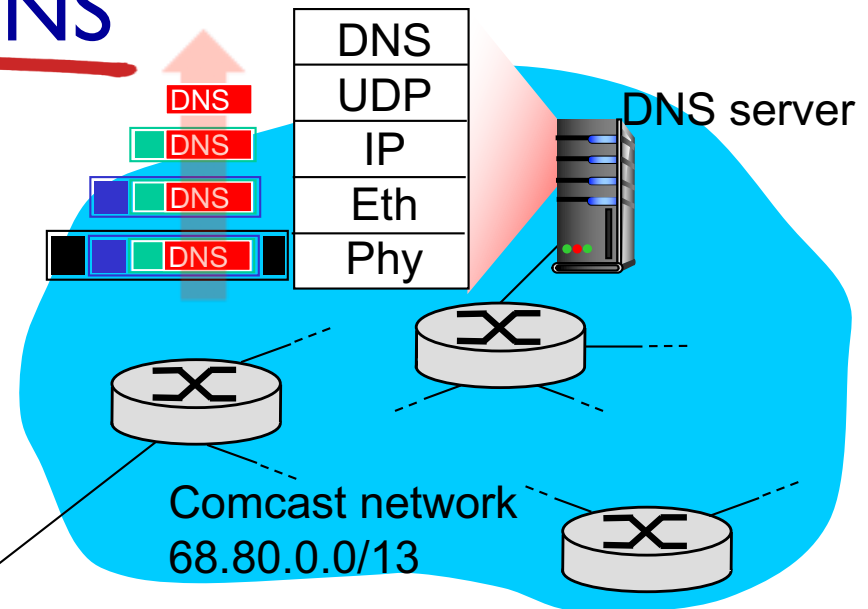 NS
DNS
UDP
IP
Eth
Phy
DNS
DNS
DNS
DNS
DNS server
Comcast network
68.80.0.0/13